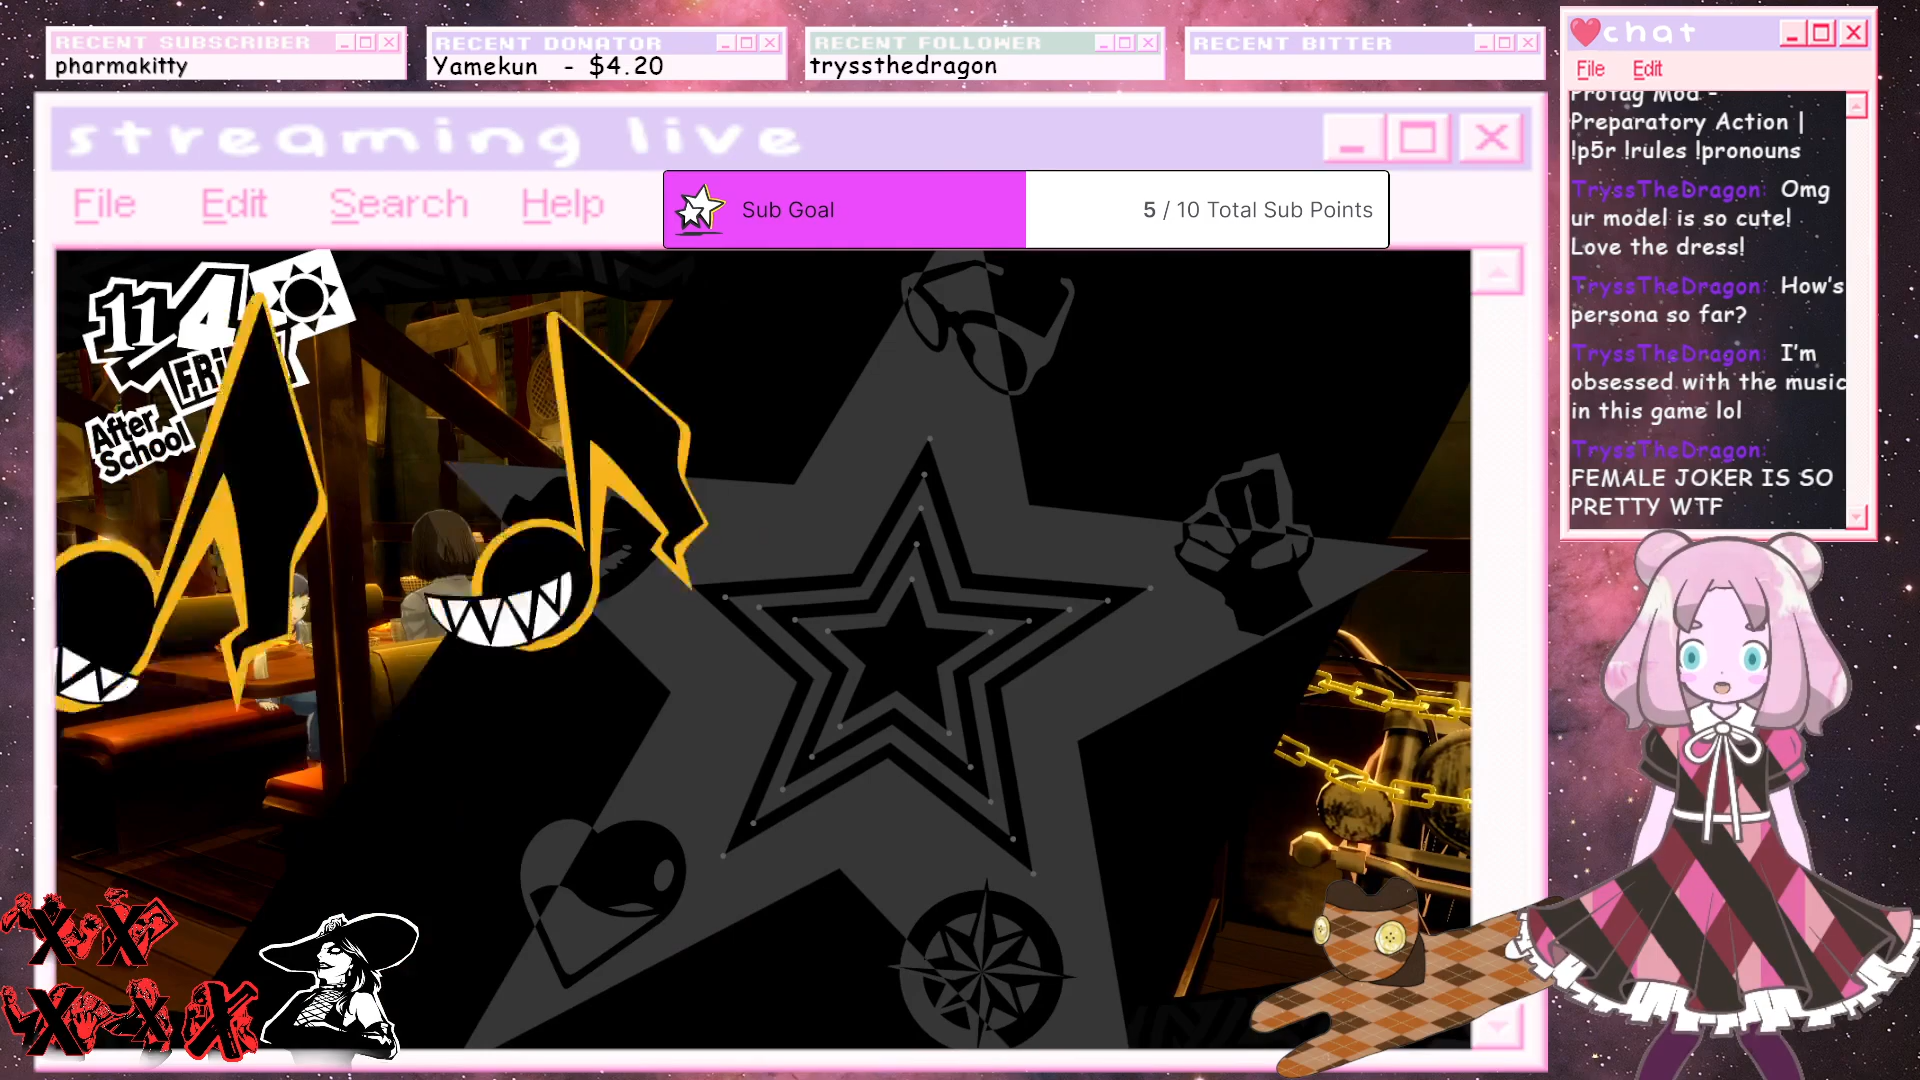 RECENT SUBSCRIBER
pharmakitty
RECENT DONATOR
Yamekun - $4.20
RECENT FOLLOWER
tryssthedragon
RECENT BITTER
streaming live
File Edit Search Help
Sub Goal
5 / 10 Total Sub Points
11/4
After School
chat
File Edit
Protag Mod -
Preparatory Action |
!p5r !rules !pronouns
TryssTheDragon: Omg
ur model is so cute!
Love the dress!
TryssTheDragon: How's
persona so far?
TryssTheDragon: I'm
obsessed with the music
in this game lol
TryssTheDragon:
FEMALE JOKER IS SO
PRETTY WTF